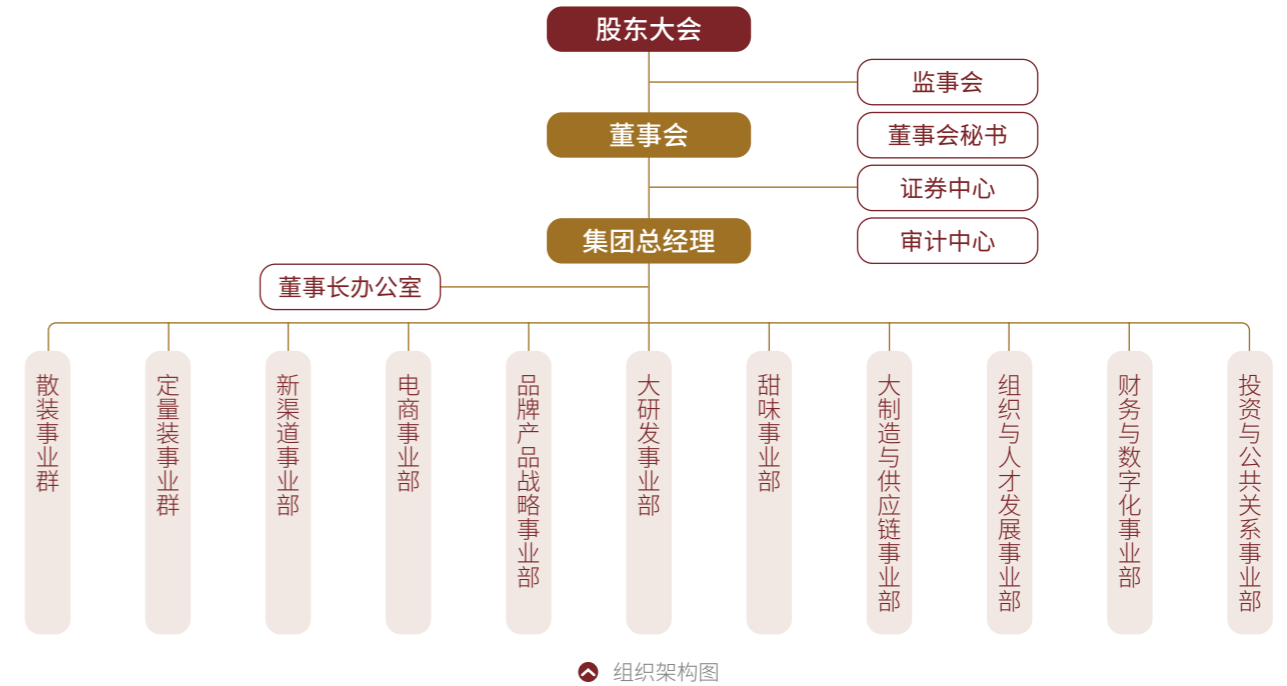 股东大会
监事会
董事会
董事会秘书
证券中心
集团总经理
审计中心
董事长办公室
散装事业群
定量装事业群
新渠道事业部
电商事业部
品牌产品战略事业部
大研发事业部
甜味事业部
大制造与供应链事业部
组织与人才发展事业部
财务与数字化事业部
投资与公共关系事业部
组织架构图